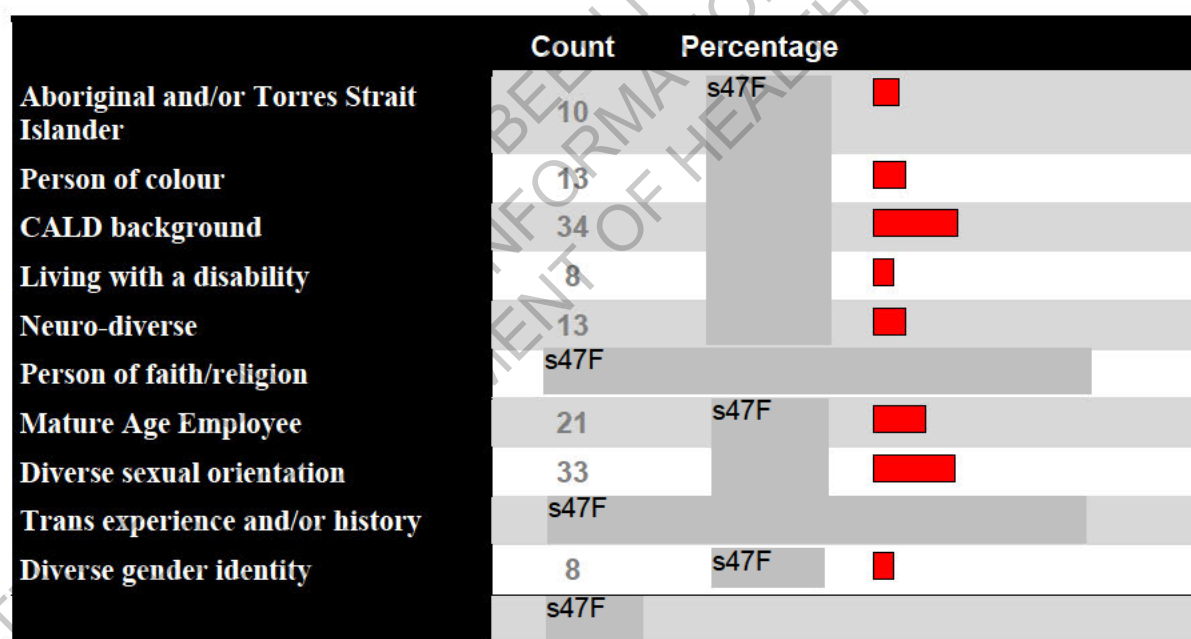 Count Percentage
Aboriginal and/or Torres Strait
Islander
10
s47F
Person of colour
13
CALD background
34
Living with a disability
8
Neuro-diverse
13
Person of faith/religion
s47F
Mature Age Employee
21
s47F
Diverse sexual orientation
33
Trans experience and/or history
s47F
Diverse gender identity
8
s47F
s47F